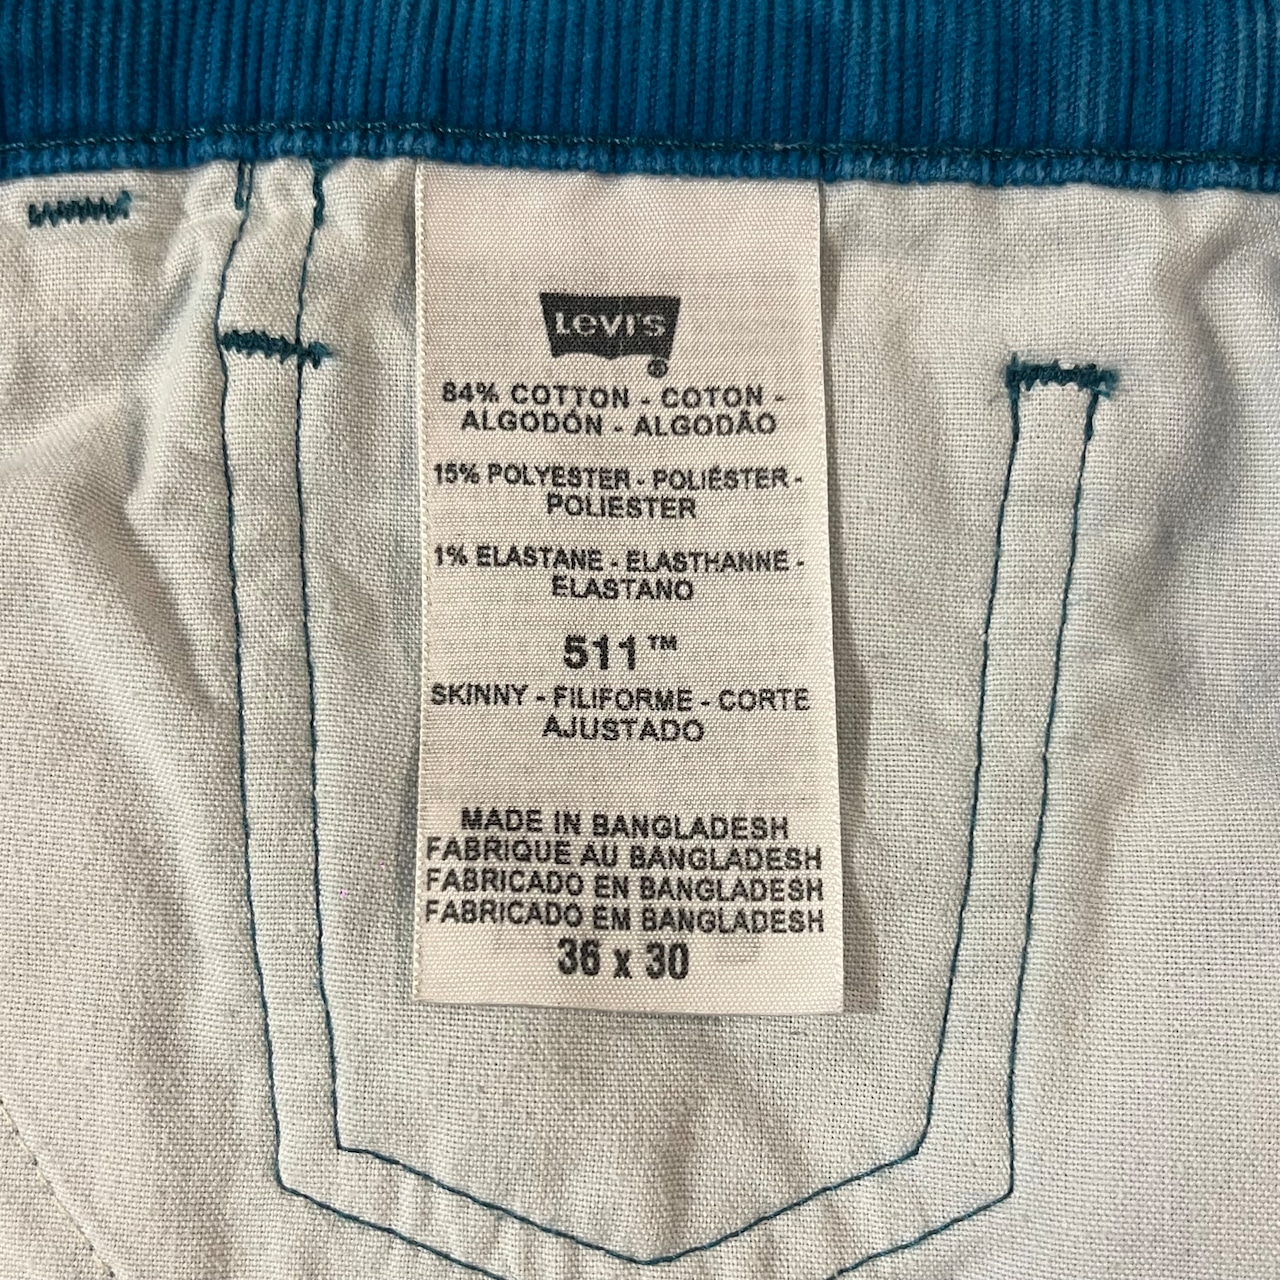 Levi's
®
84% COTTON - COTON -
ALGODÓN - ALGODÃO
15% POLYESTER - POLIÉSTER -
POLIESTER
1% ELASTANE - ELASTHANNE -
ELASTANO
511™
SKINNY - FILIFORME - CORTE
AJUSTADO
MADE IN BANGLADESH
FABRIQUE AU BANGLADESH
FABRICADO EN BANGLADESH
FABRICADO EM BANGLADESH
36 x 30